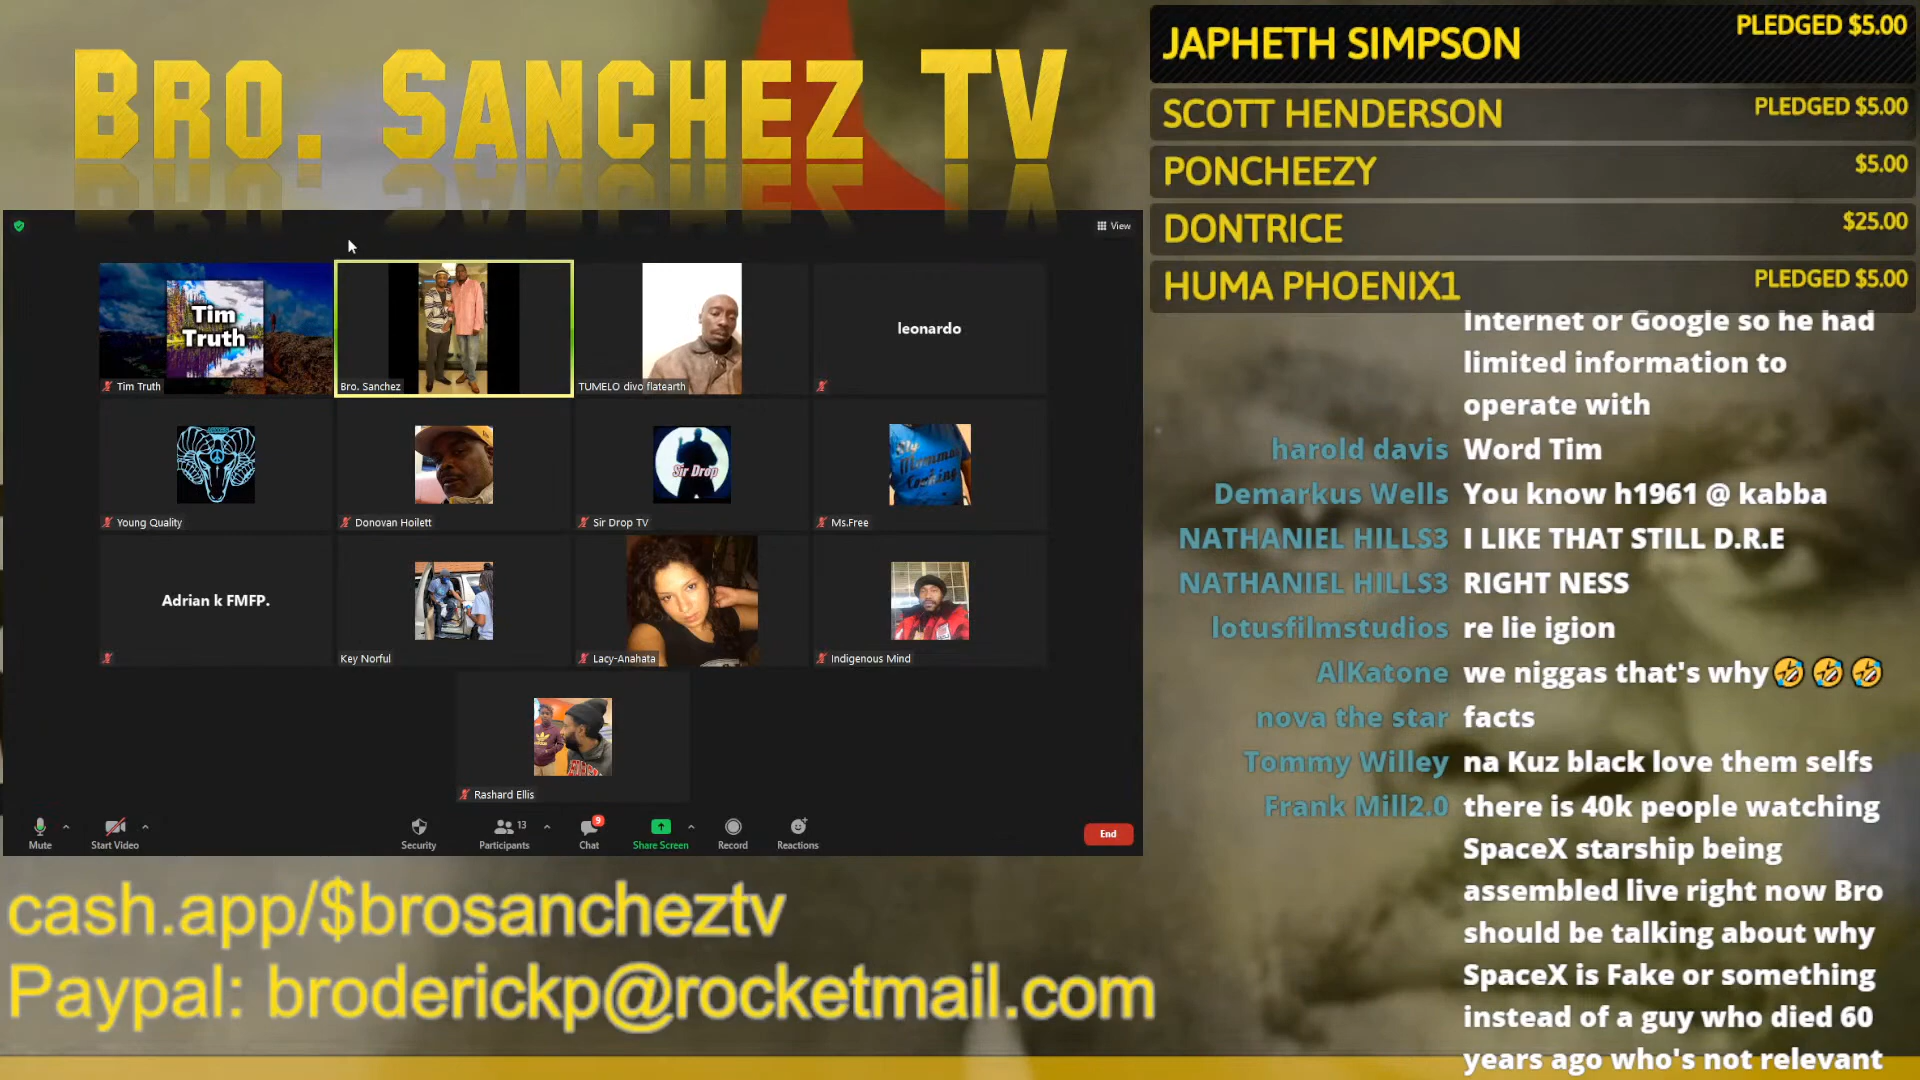 BRO. SANCHEZ TV
View
Tim
Truth
Tim Truth
Bro. Sanchez
TUMELO divo flatearth
leonardo
Young Quality
Donovan Hoilett
Sir Drop
Sir Drop TV
Ms.Free
Adrian k FMFP.
Key Norful
Lacy-Anahata
Indigenous Mind
Rashard Ellis
Mute
Start Video
Security
13
Participants
9
Chat
Share Screen
Record
Reactions
End
cash.app/$brosancheztv
Paypal: broderickp@rocketmail.com
JAPHETH SIMPSON PLEDGED $5.00
SCOTT HENDERSON PLEDGED $5.00
PONCHEEZY $5.00
DONTRICE $25.00
HUMA PHOENIX1 PLEDGED $5.00
Internet or Google so he had
limited information to
operate with
harold davis Word Tim
Demarkus Wells You know h1961 @ kabba
NATHANIEL HILLS3 I LIKE THAT STILL D.R.E
NATHANIEL HILLS3 RIGHT NESS
lotusfilmstudios re lie igion
AlKatone we niggas that's why🤣🤣🤣
nova the star facts
Tommy Willey na Kuz black love them selfs
Frank Mill2.0 there is 40k people watching
SpaceX starship being
assembled live right now Bro
should be talking about why
SpaceX is Fake or something
instead of a guy who died 60
years ago who's not relevant